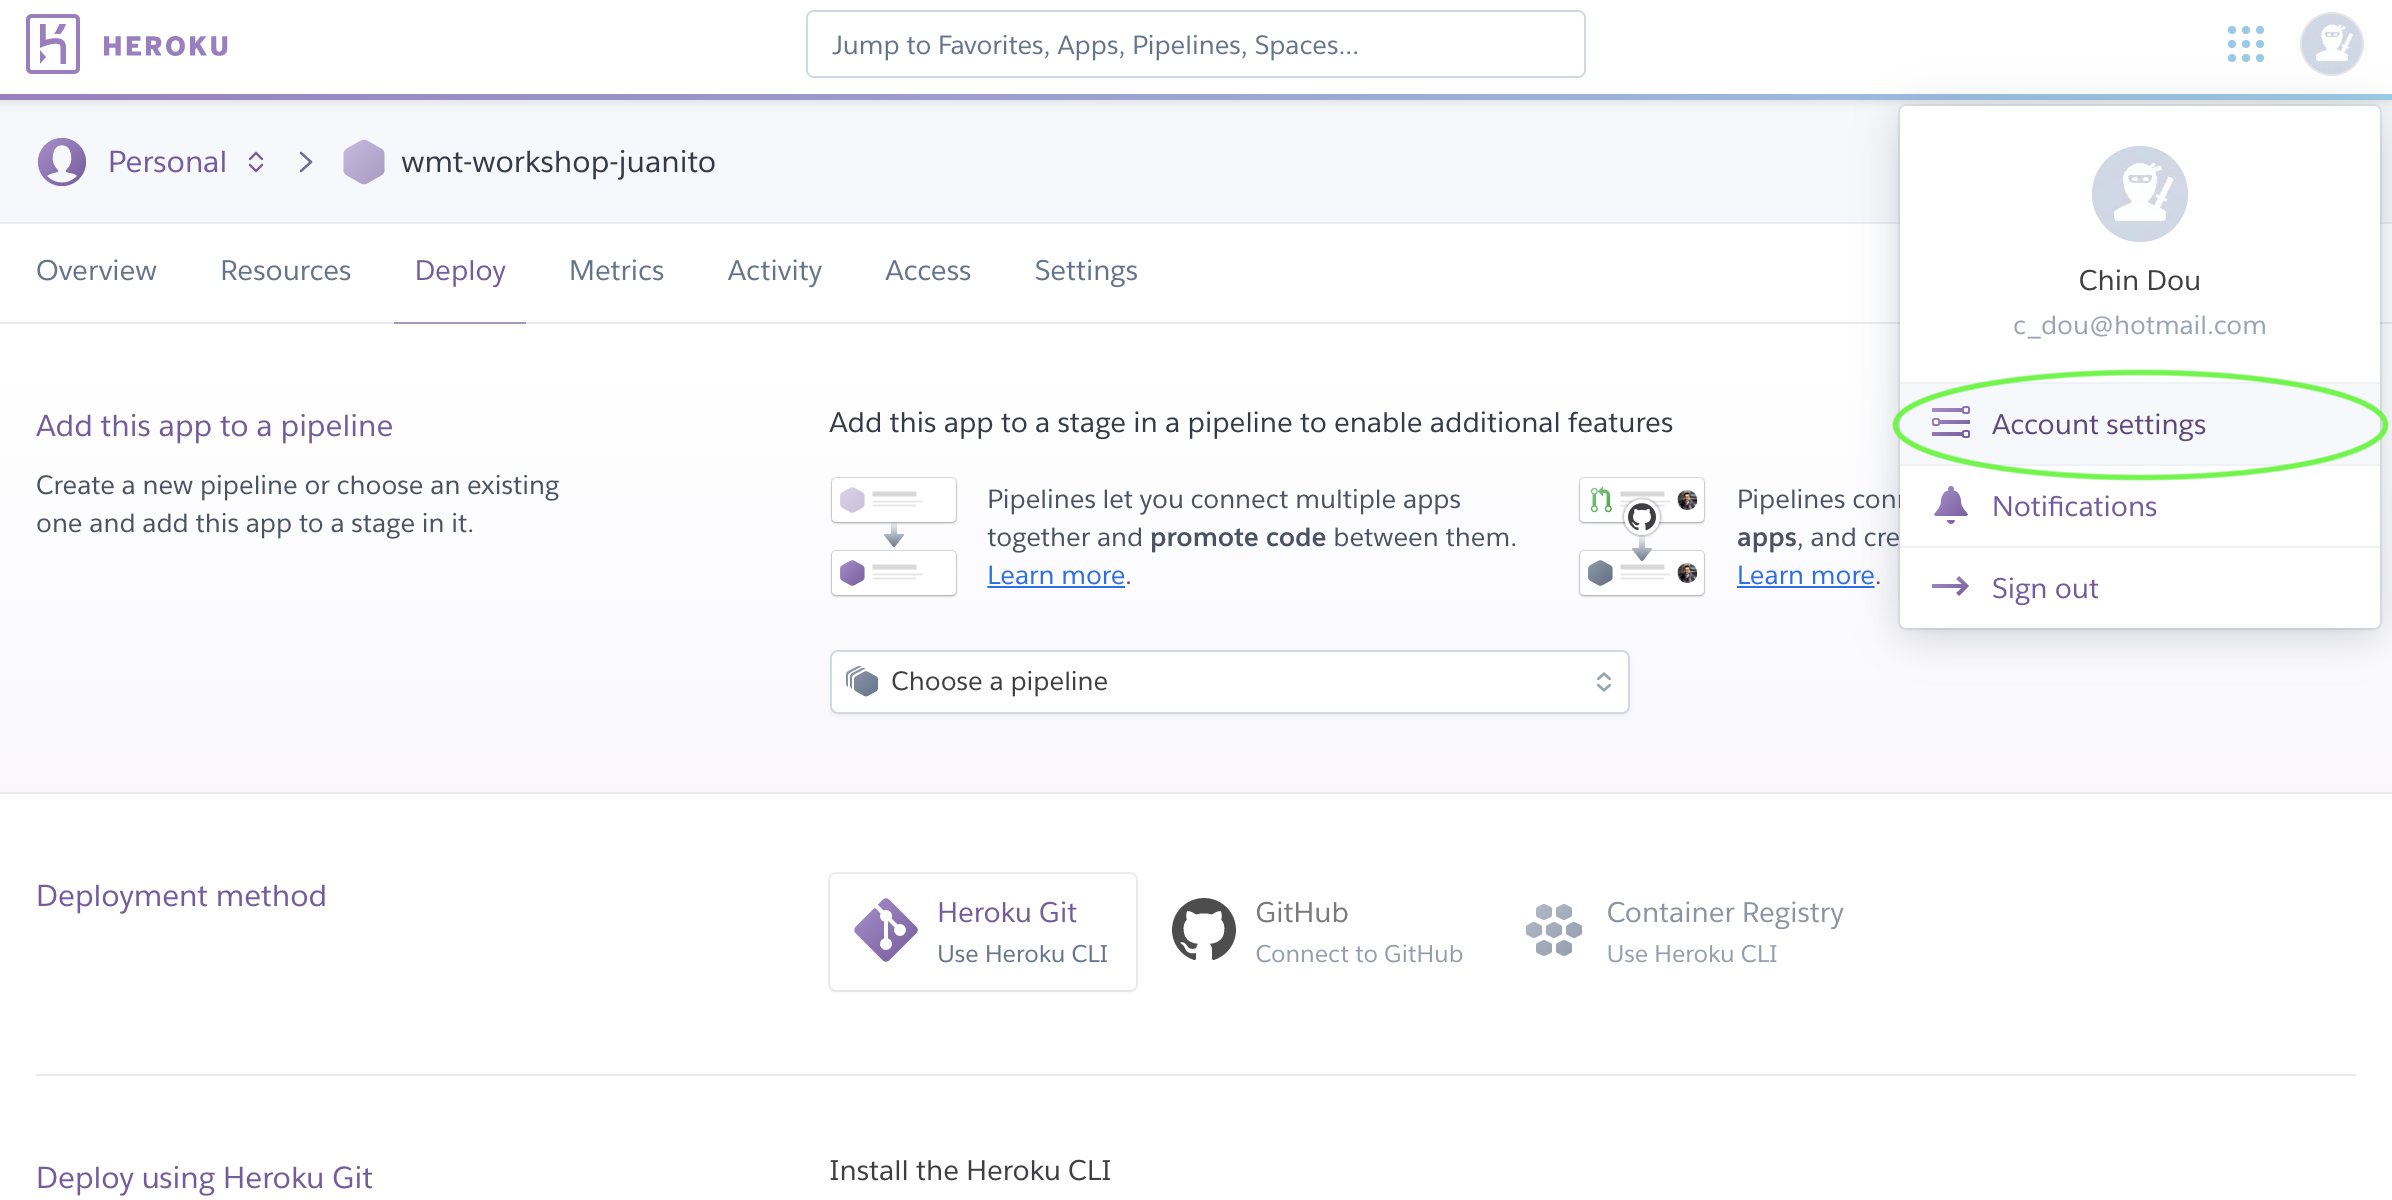 HEROKU
Jump to Favorites, Apps, Pipelines, Spaces...
Personal
wmt-workshop-juanito
Overview
Resources
Deploy
Metrics
Activity
Access
Settings
Chin Dou
c_dou@hotmail.com
Account settings
Notifications
Sign out
Add this app to a pipeline
Create a new pipeline or choose an existing
one and add this app to a stage in it.
Add this app to a stage in a pipeline to enable additional features
Pipelines let you connect multiple apps
together and promote code between them.
Learn more.
Pipelines
apps, and
Learn more.
Choose a pipeline
Deployment method
Heroku Git
Use Heroku CLI
GitHub
Connect to GitHub
Container Registry
Use Heroku CLI
Deploy using Heroku Git
Install the Heroku CLI